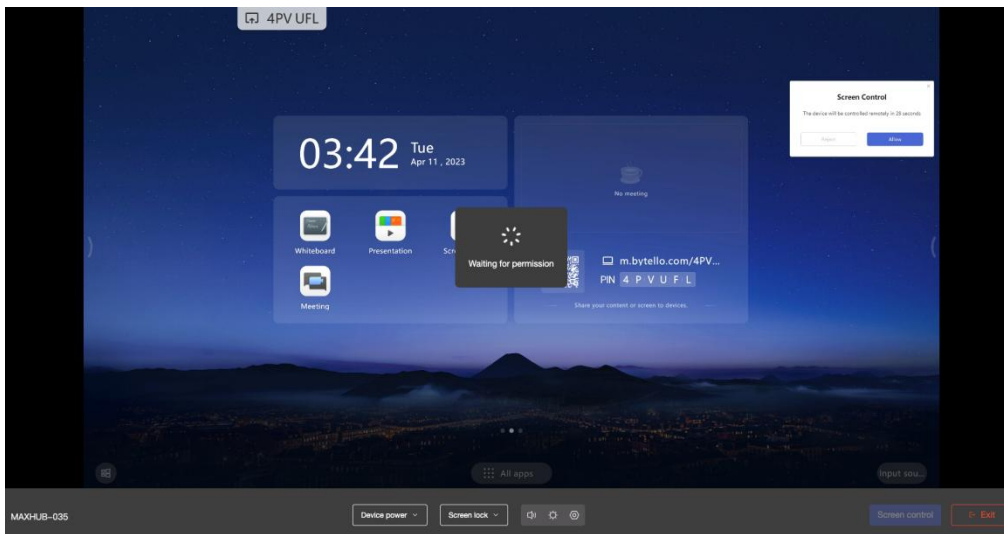 4PV UFL
Screen Control
The device will be controlled remotely in 28 seconds
Reject
Allow
03:42
Tue
Apr 11 , 2023
No meeting
Whiteboard
Presentation
Waiting for permission
m.bytello.com/4PV...
PIN 4 P V U F L
Meeting
Share your content or screen to devices.
All apps
Input sou...
MAXHUB-035
Device power
Screen lock
Screen control
Exit